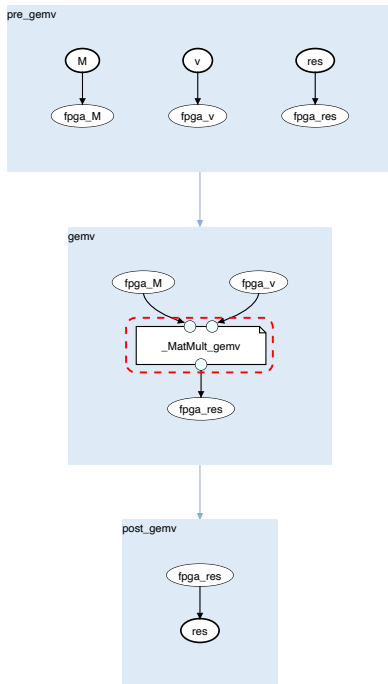 pre_gemv
M
v
res
fpga_M
fpga_v
fpga_res
gemv
fpga_M
fpga_v
_MatMult_gemv
fpga_res
post_gemv
fpga_res
res